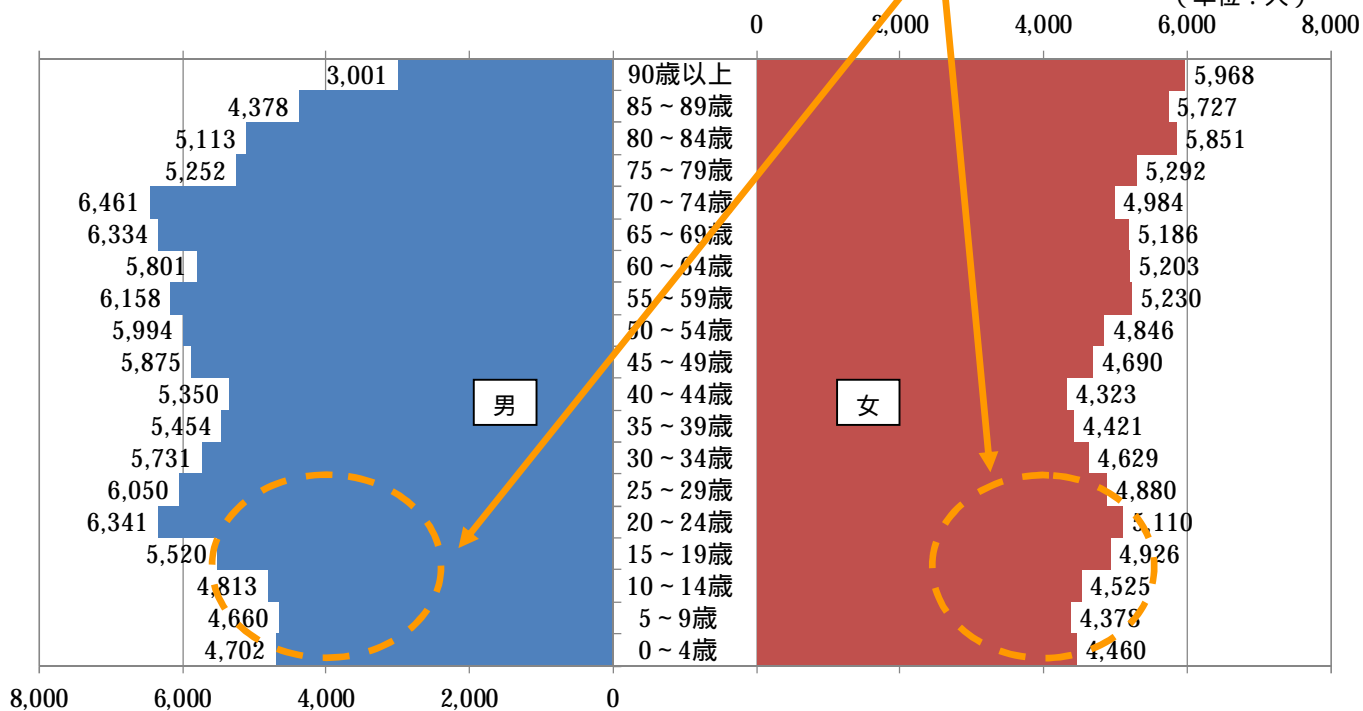 (単位:人)
0 2,000 4,000 6,000 8,000
3,001 90歳以上 5,968
4,378 85~89歳 5,727
5,113 80~84歳 5,851
5,252 75~79歳 5,292
6,461 70~74歳 4,984
6,334 65~69歳 5,186
5,801 60~64歳 5,203
6,158 55~59歳 5,230
5,994 50~54歳 4,846
5,875 45~49歳 4,690
5,350 40~44歳 4,323
男 女
5,454 35~39歳 4,421
5,731 30~34歳 4,629
6,050 25~29歳 4,880
6,341 20~24歳 5,110
5,520 15~19歳 4,926
4,813 10~14歳 4,525
4,660 5~9歳 4,378
4,702 0~4歳 4,460
8,000 6,000 4,000 2,000 0